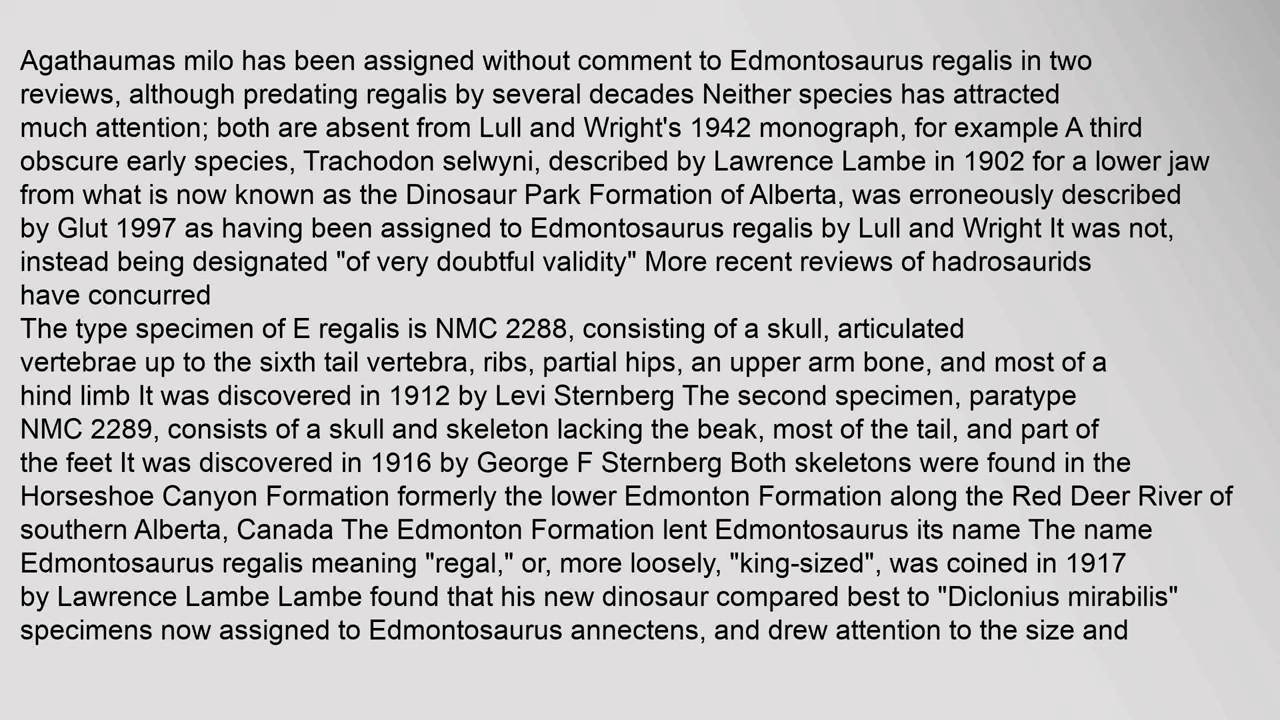 Agathaumas milo has been assigned without comment to Edmontosaurus regalis in two
reviews, although predating regalis by several decades Neither species has attracted
much attention; both are absent from Lull and Wright's 1942 monograph, for example A third
obscure early species, Trachodon selwyni, described by Lawrence Lambe in 1902 for a lower jaw
from what is now known as the Dinosaur Park Formation of Alberta, was erroneously described
by Glut 1997 as having been assigned to Edmontosaurus regalis by Lull and Wright It was not,
instead being designated "of very doubtful validity" More recent reviews of hadrosaurids
have concurred
The type specimen of E regalis is NMC 2288, consisting of a skull, articulated
vertebrae up to the sixth tail vertebra, ribs, partial hips, an upper arm bone, and most of a
hind limb It was discovered in 1912 by Levi Sternberg The second specimen, paratype
NMC 2289, consists of a skull and skeleton lacking the beak, most of the tail, and part of
the feet It was discovered in 1916 by George F Sternberg Both skeletons were found in the
Horseshoe Canyon Formation formerly the lower Edmonton Formation along the Red Deer River of
southern Alberta, Canada The Edmonton Formation lent Edmontosaurus its name The name
Edmontosaurus regalis meaning "regal," or, more loosely, "king-sized", was coined in 1917
by Lawrence Lambe Lambe found that his new dinosaur compared best to "Diclonius mirabilis"
specimens now assigned to Edmontosaurus annectens, and drew attention to the size and